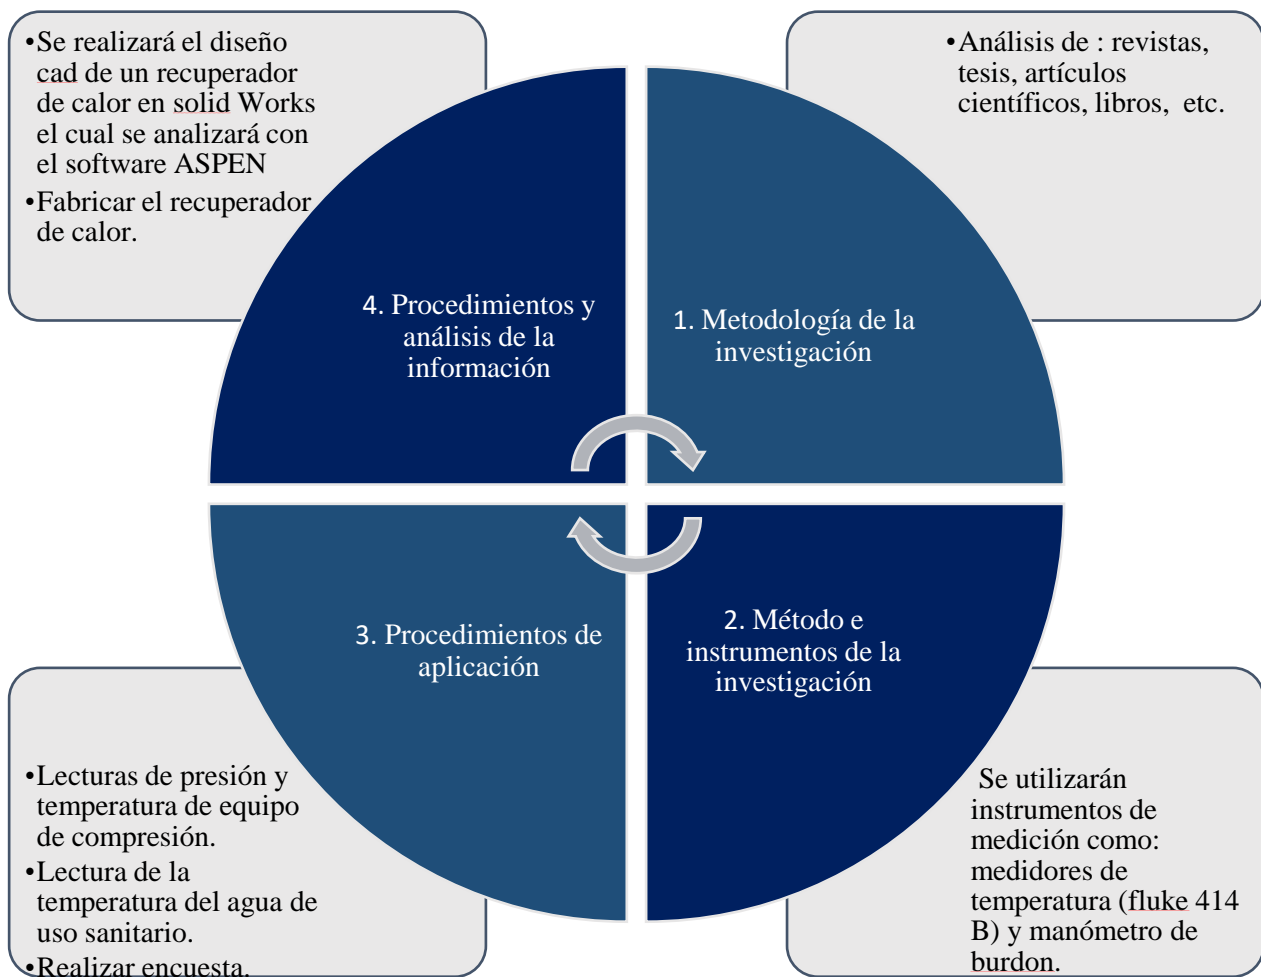 •Se realizará el diseño
cad de un recuperador
de calor en solid Works
el cual se analizará con
el software ASPEN
•Fabricar el recuperador
de calor.
•Análisis de : revistas,
tesis, artículos
científicos, libros, etc.
4. Procedimientos y
análisis de la
información
1. Metodología de la
investigación
3. Procedimientos de
aplicación
2. Método e
instrumentos de la
investigación
•Lecturas de presión y
temperatura de equipo
de compresión.
•Lectura de la
temperatura del agua de
uso sanitario.
•Realizar encuesta.
Se utilizarán
instrumentos de
medición como:
medidores de
temperatura (fluke 414
B) y manómetro de
burdon.